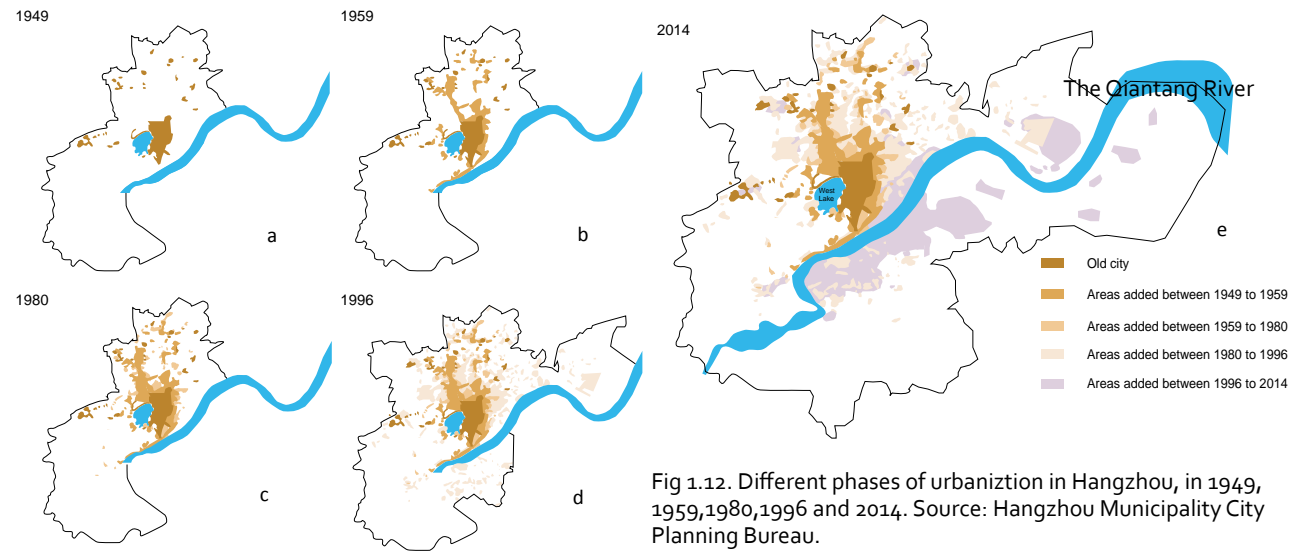 1949
a
1959
b
2014
The Qiantang River
West
Lake
e
Old city
Areas added between 1949 to 1959
Areas added between 1959 to 1980
Areas added between 1980 to 1996
Areas added between 1996 to 2014
1980
c
1996
d
Fig 1.12. Different phases of urbaniztion in Hangzhou, in 1949,
1959,1980,1996 and 2014. Source: Hangzhou Municipality City
Planning Bureau.